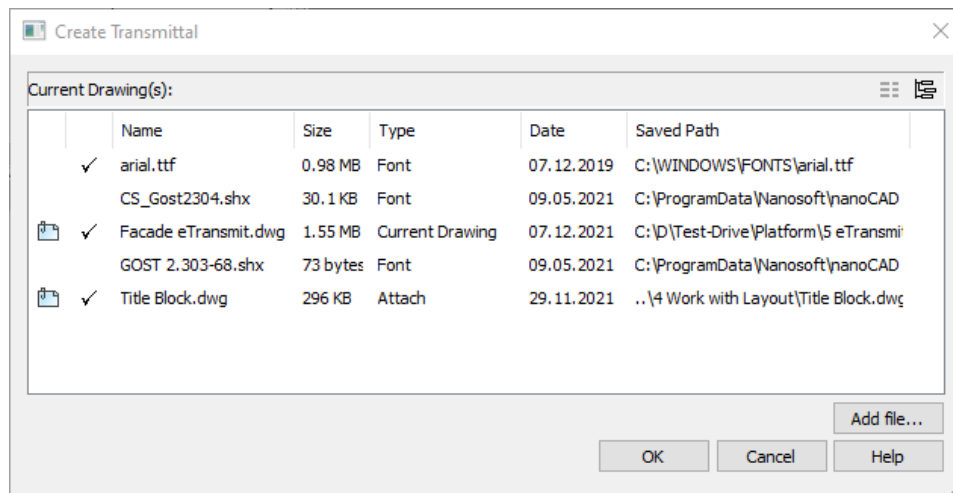 Create Transmittal
Current Drawing(s):
Name Size Type Date Saved Path
arial.ttf 0.98 MB Font 07.12.2019 C:\WINDOWS\FONTS\arial.ttf
CS_Gost2304.shx 30.1 KB Font 09.05.2021 C:\ProgramData\Nanosoft\nanoCAD
Facade eTransmit.dwg 1.55 MB Current Drawing 07.12.2021 C:\D\Test-Drive\Platform\5 eTransmit
GOST 2.303-68.shx 73 bytes Font 09.05.2021 C:\ProgramData\Nanosoft\nanoCAD
Title Block.dwg 296 KB Attach 29.11.2021 ..\4 Work with Layout\Title Block.dwg
Add file...
OK Cancel Help